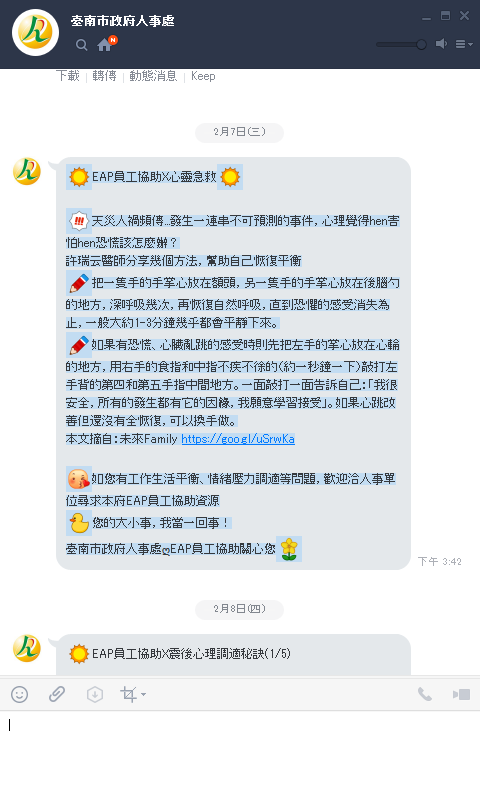 臺南市政府人事處
N
下載 | 轉傳 | 動態消息 | Keep
2月7日(三)
EAP員工協助X心靈急救
!!!天災人禍頻傳...發生一連串不可預測的事件, 心理覺得hen害
怕hen恐慌該怎麼辦？
許瑞云醫師分享幾個方法, 幫助自己恢復平衡
把一隻手的手掌心放在額頭, 另一隻手的手掌心放在後腦勺
的地方, 深呼吸幾次, 再恢復自然呼吸, 直到恐懼的感受消失為
止, 一般大約1-3分鐘幾乎都會平靜下來。
如果有恐慌、心臟亂跳的感受時則先把左手的掌心放在心輪
的地方, 用右手的食指和中指不疾不徐的(約一秒鐘一下)敲打左
手背的第四和第五手指中間地方。一面敲打一面告訴自己：「我很
安全, 所有的發生都有它的因緣, 我願意學習接受」。如果心跳改
善但還沒有全恢復, 可以換手做。
本文摘自：未來Family https://goo.gl/uSrwKa
如您有工作生活平衡、情緒壓力調適等問題, 歡迎洽人事單
位尋求本府EAP員工協助資源
您的大小事, 我當一回事！
臺南市政府人事處ღEAP員工協助關心您
下午 3:42
2月8日(四)
EAP員工協助X震後心理調適秘訣(1/5)